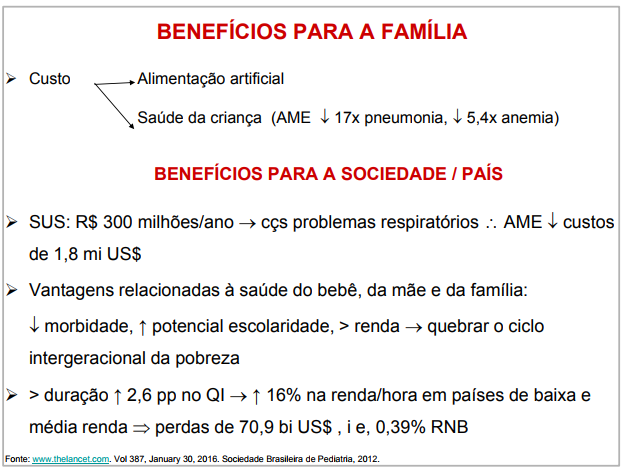 BENEFÍCIOS PARA A FAMÍLIA
➢ Custo → Alimentação artificial
Saúde da criança (AME ↓ 17x pneumonia, ↓ 5,4x anemia)
BENEFÍCIOS PARA A SOCIEDADE / PAÍS
➢ SUS: R$ 300 milhões/ano → cçs problemas respiratórios ∴ AME ↓ custos
de 1,8 mi US$
➢ Vantagens relacionadas à saúde do bebê, da mãe e da família:
↓ morbidade, ↑ potencial escolaridade, > renda → quebrar o ciclo
intergeracional da pobreza
➢ > duração ↑ 2,6 pp no QI → ↑ 16% na renda/hora em países de baixa e
média renda ⇒ perdas de 70,9 bi US$ , i e, 0,39% RNB
Fonte: www.thelancet.com. Vol 387, January 30, 2016. Sociedade Brasileira de Pediatria, 2012.